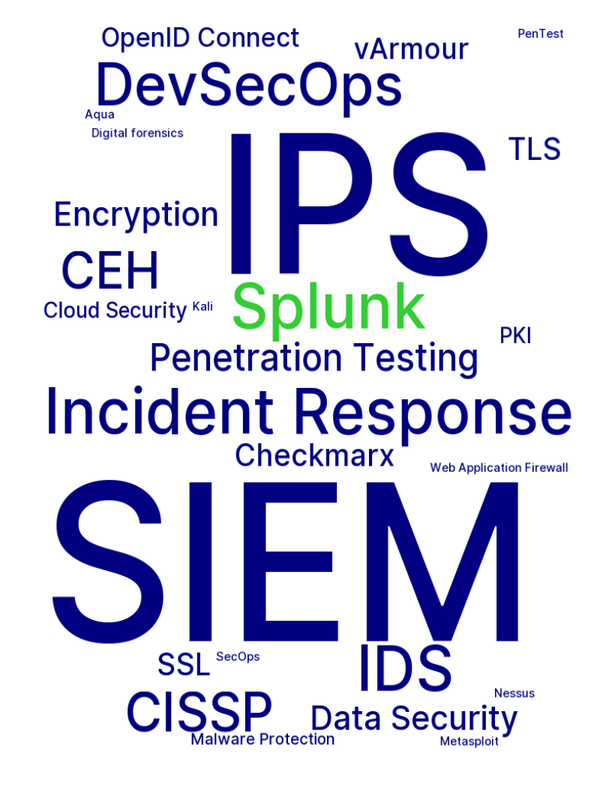 OpenID Connect
vArmour
PenTest
DevSecOps
Aqua
Digital forensics
IPS
TLS
Encryption
CEH
Cloud Security
Kali
Splunk
PKI
Penetration Testing
Incident Response
Checkmarx
Web Application Firewall
SIEM
SSL
SecOps
IDS
Nessus
CISSP
Data Security
Malware Protection
Metasploit